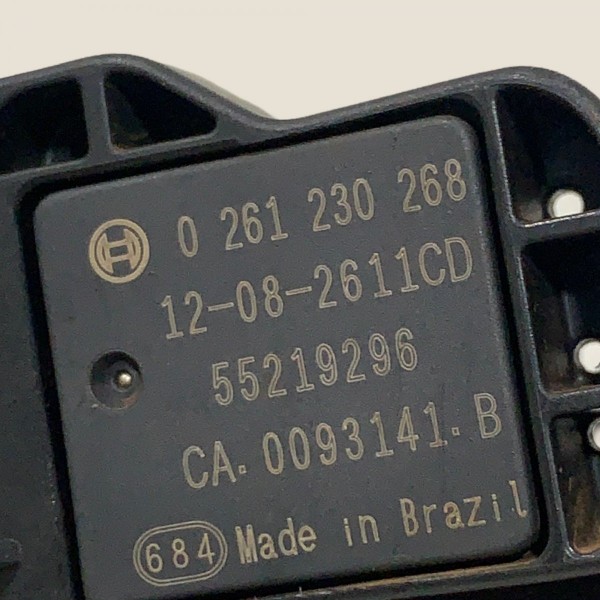 0 261 230 268
12-08-2611CD
55219296
CA.0093141.B
684 Made in Brazil